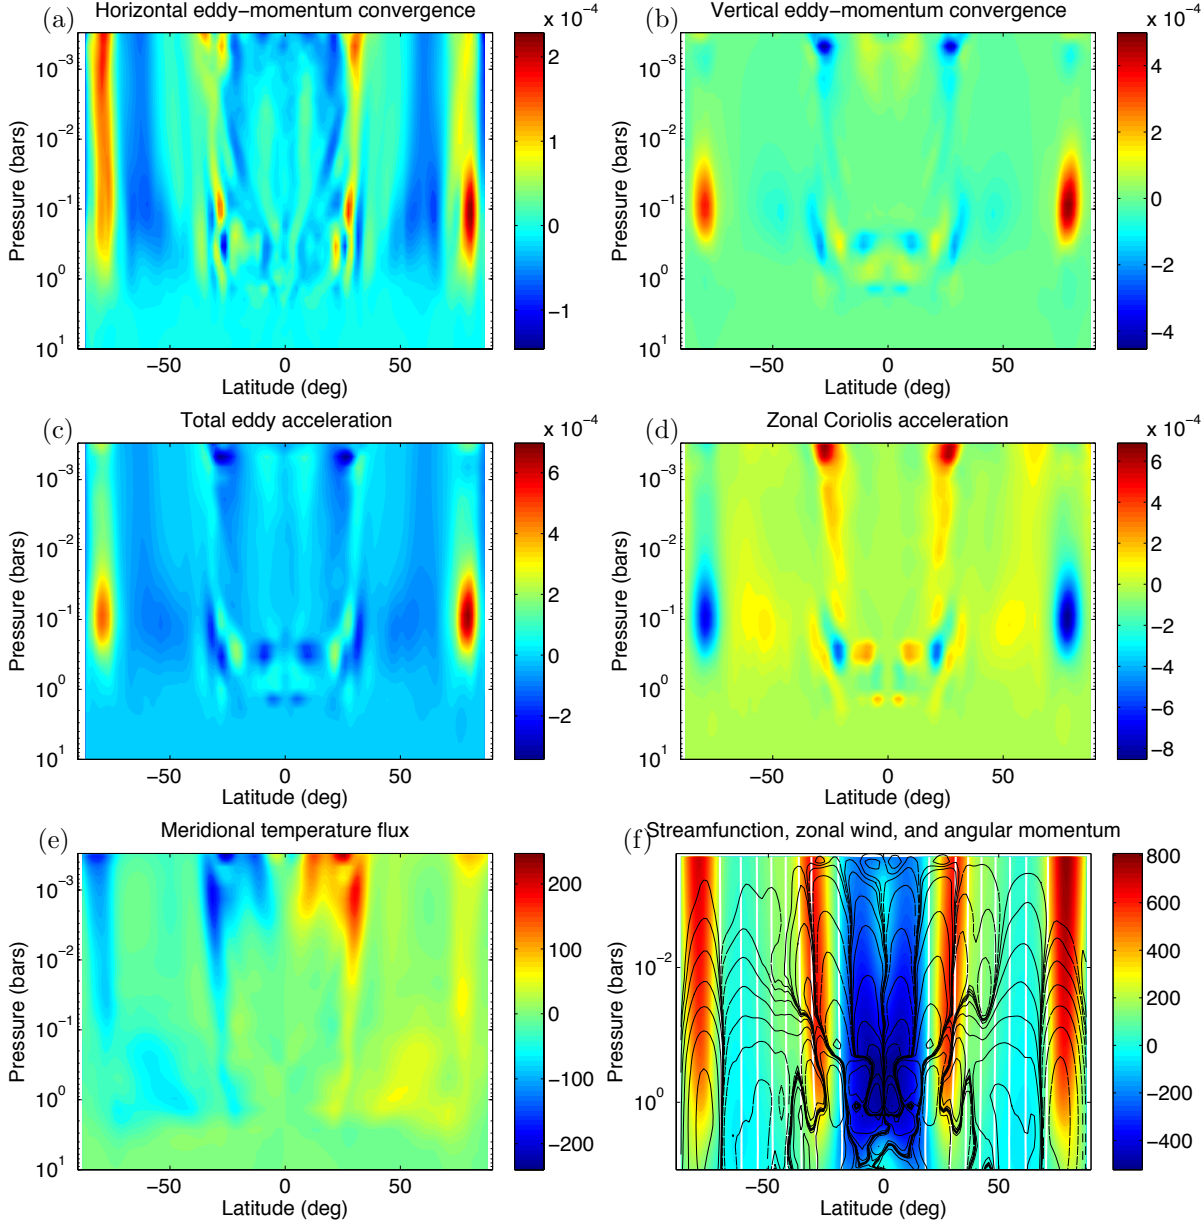 (a) Horizontal eddy−momentum convergence x 10−4
Pressure (bars)
10−3
10−2
10−1
100
101
−50 0 50
Latitude (deg)
2
1
0
−1
(b) Vertical eddy−momentum convergence x 10−4
Pressure (bars)
10−3
10−2
10−1
100
101
−50 0 50
Latitude (deg)
4
2
0
−2
−4
(c) Total eddy acceleration x 10−4
Pressure (bars)
10−3
10−2
10−1
100
101
−50 0 50
Latitude (deg)
6
4
2
0
−2
(d) Zonal Coriolis acceleration x 10−4
Pressure (bars)
10−3
10−2
10−1
100
101
−50 0 50
Latitude (deg)
6
4
2
0
−2
−4
−6
−8
(e) Meridional temperature flux
Pressure (bars)
10−3
10−2
10−1
100
101
−50 0 50
Latitude (deg)
200
100
0
−100
−200
(f) Streamfunction, zonal wind, and angular momentum
Pressure (bars)
10−2
100
−50 0 50
Latitude (deg)
800
600
400
200
0
−200
−400